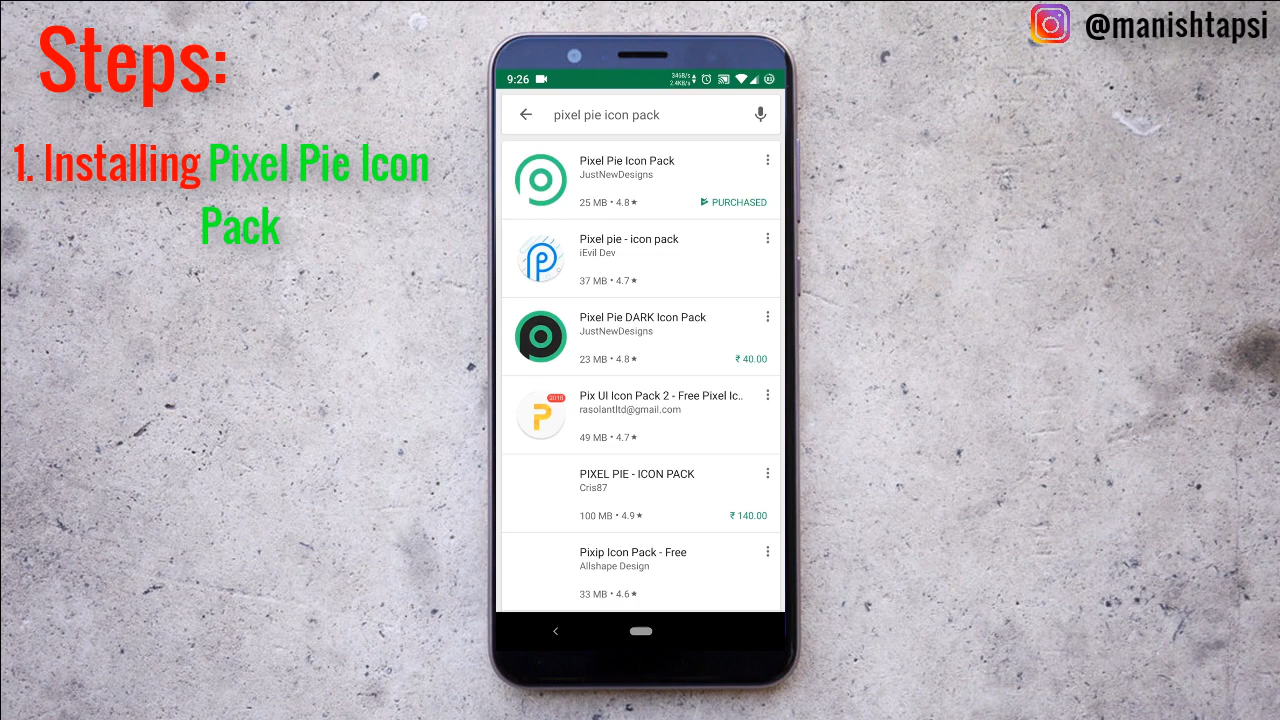 Steps:
@manishtapsi
1. Installing Pixel Pie Icon
Pack
9:26
pixel pie icon pack
Pixel Pie Icon Pack
JustNewDesigns
25 MB • 4.8★
PURCHASED
Pixel pie - icon pack
iEvil Dev
37 MB • 4.7★
Pixel Pie DARK Icon Pack
JustNewDesigns
23 MB • 4.8★
₹ 40.00
2018
Pix UI Icon Pack 2 - Free Pixel Ic..
rasolantltd@gmail.com
49 MB • 4.7★
PIXEL PIE - ICON PACK
Cris87
100 MB • 4.9★
₹ 140.00
Pixip Icon Pack - Free
Allshape Design
33 MB • 4.6★